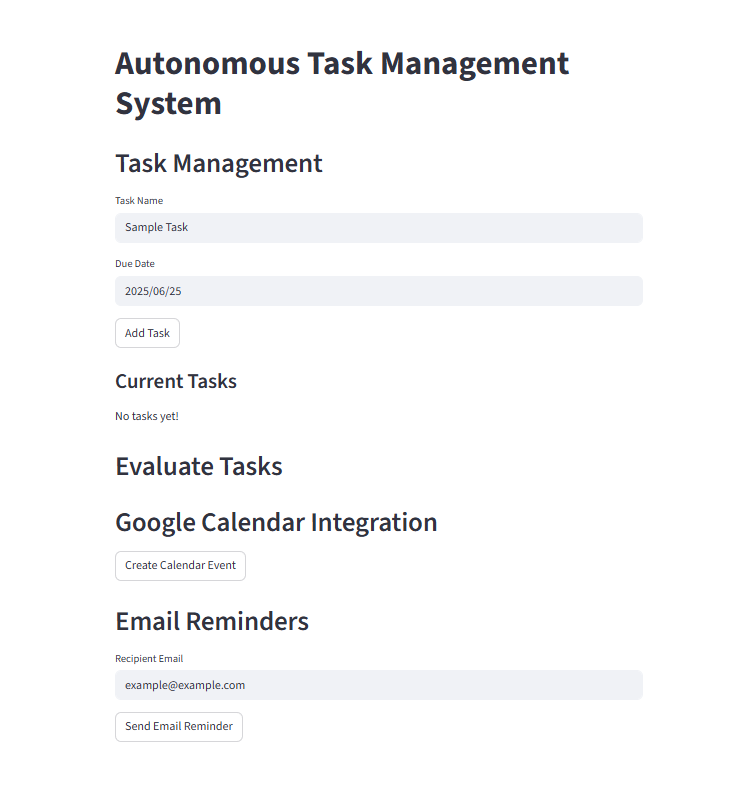 Autonomous Task Management
System
Task Management
Task Name
Sample Task
Due Date
2025/06/25
Add Task
Current Tasks
No tasks yet!
Evaluate Tasks
Google Calendar Integration
Create Calendar Event
Email Reminders
Recipient Email
example@example.com
Send Email Reminder